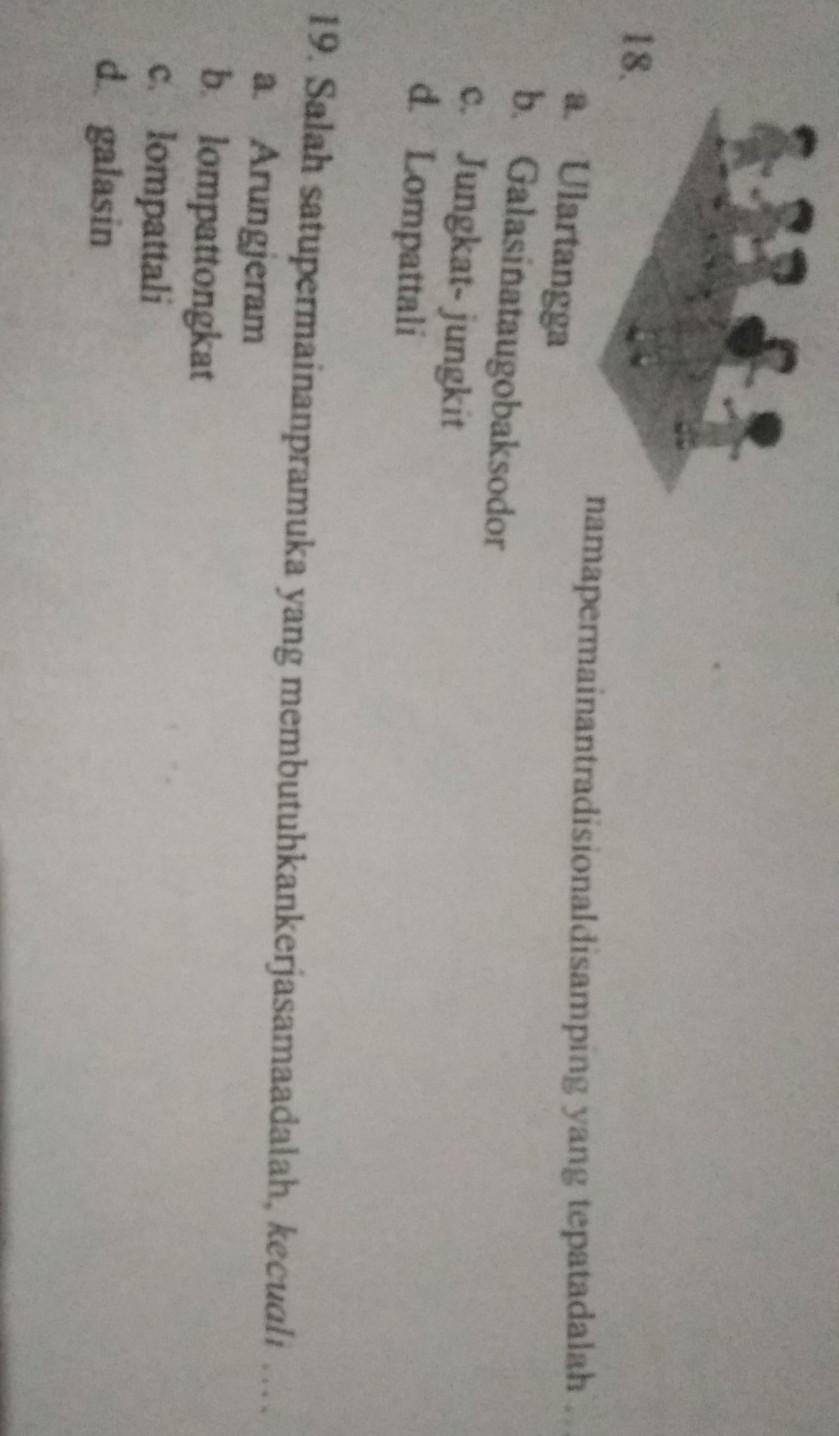 18.
namapermainantradisionaldisamping yang tepatadalah ...
a. Ulartangga
b. Galasinataugobaksodor
c. Jungkat- jungkit
d. Lompattali
19. Salah satupermainanpramuka yang membutuhkankerjasamaadalah, kecuali ....
a. Arungjeram
b. lompattongkat
c. lompattali
d. galasin